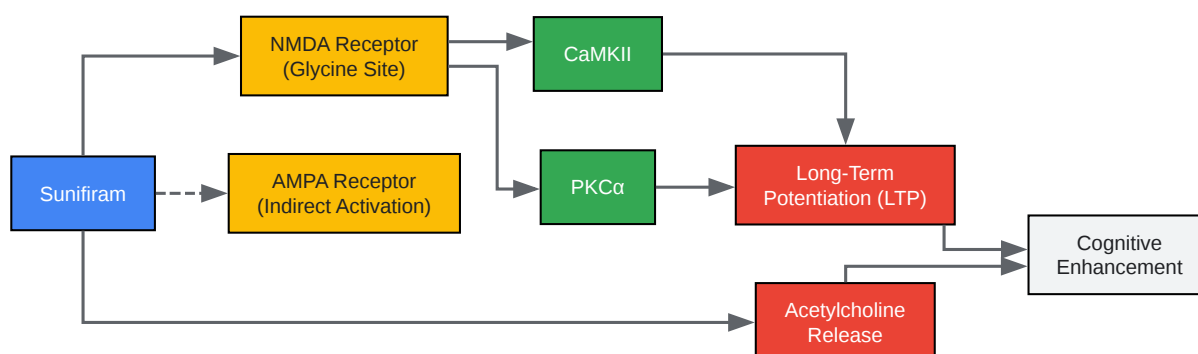 NMDA Receptor
(Glycine Site)
CaMKII
Sunifiram
AMPA Receptor
(Indirect Activation)
PKCα
Long-Term
Potentiation (LTP)
Cognitive
Enhancement
Acetylcholine
Release